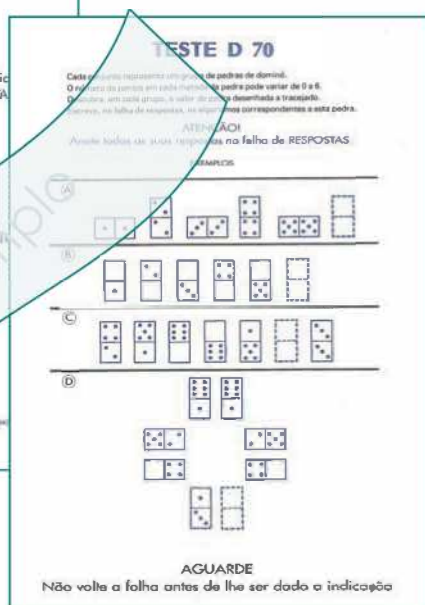 TESTE D 70
Cada representa um grupo de pedras de dominó.
O número de pontos em cada metade da pedra pode variar de 0 a 6.
em cada grupo, o valor da pedra desenhada a tracejado.
na folha de respostas, os algarismos correspondentes a esta pedra.
ATENÇÃO!
Anote todas as suas respostas na folha de RESPOSTAS
EXEMPLOS
A
B
C
D
AGUARDE
Não volte a folha antes de lhe ser dada a indicação